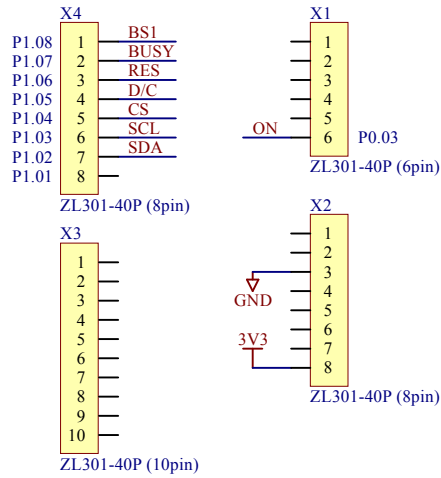 X4
P1.08 1 BS1
P1.07 2 BUSY
P1.06 3 RES
P1.05 4 D/C
P1.04 5 CS
P1.03 6 SCL
P1.02 7 SDA
P1.01 8
ZL301-40P (8pin)
X1
1
2
3
4
5
ON 6 P0.03
ZL301-40P (6pin)
X3
1
2
3
4
5
6
7
8
9
10
ZL301-40P (10pin)
X2
1
2
3
GND 4
5
6
3V3 7
8
ZL301-40P (8pin)